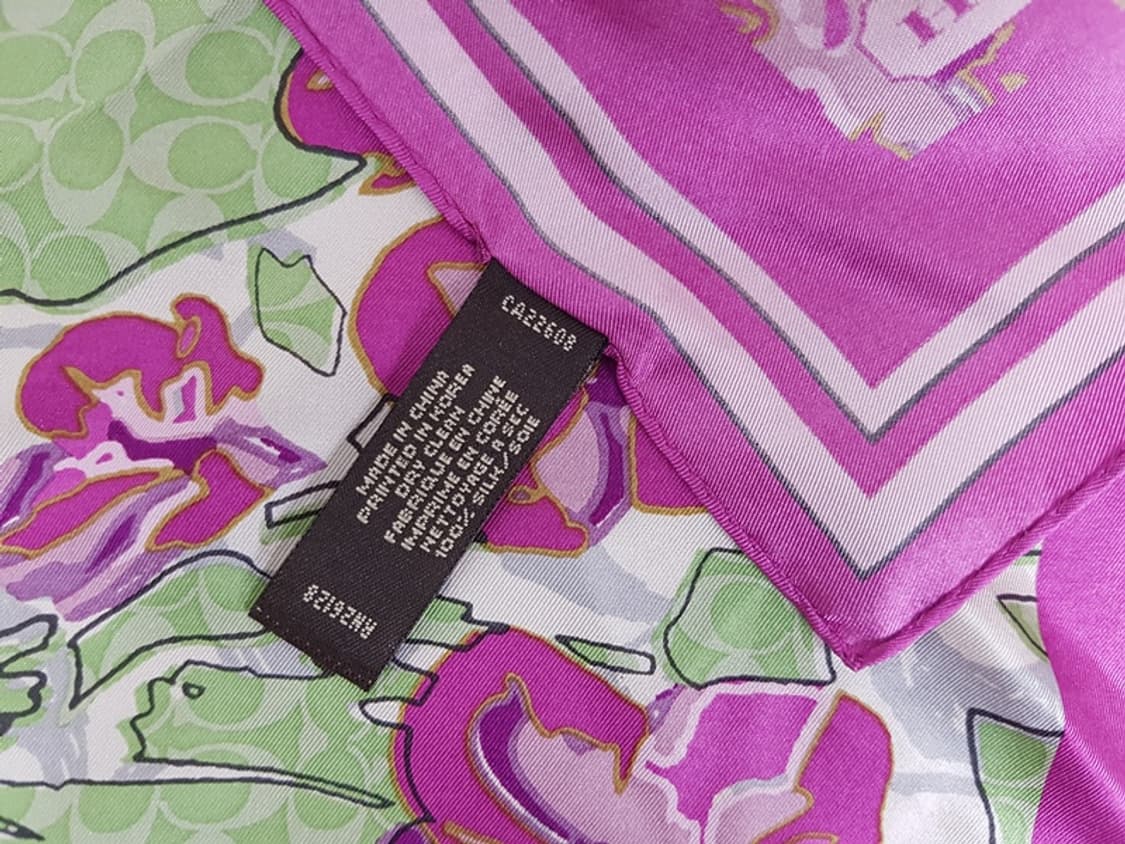 CA22608
MADE IN CHINA
PRINTED IN KOREA
DRY CLEAN
FABRIQUE EN CHINE
IMPRIME EN COREE
NETTOYAGE A SEC
100% SILK/SOIE
RN26128